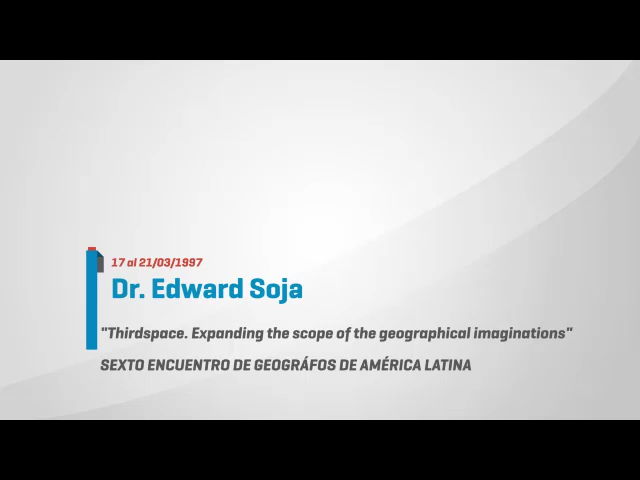 17 al 21/03/1997
Dr. Edward Soja
"Thirdspace. Expanding the scope of the geographical imaginations"
SEXTO ENCUENTRO DE GEOGRÁFOS DE AMÉRICA LATINA